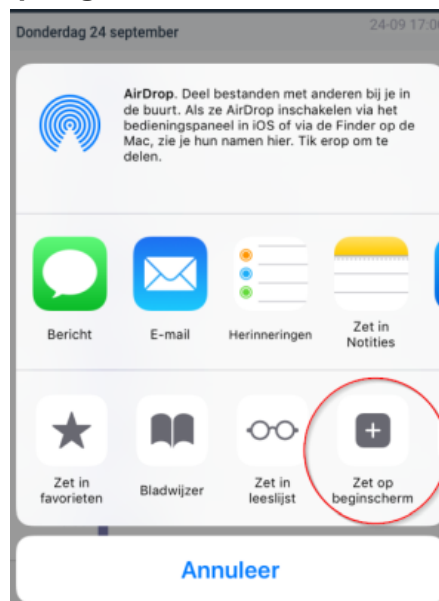 Donderdag 24 september
24-09 17:0
AirDrop. Deel bestanden met anderen bij je in
de buurt. Als ze AirDrop inschakelen via het
bedieningspaneel in iOS of via de Finder op de
Mac, zie je hun namen hier. Tik erop om te
delen.
Bericht
E-mail
Herinneringen
Zet in
Notities
Zet in
favorieten
Bladwijzer
Zet in
leeslijst
Zet op
beginscherm
Annuleer